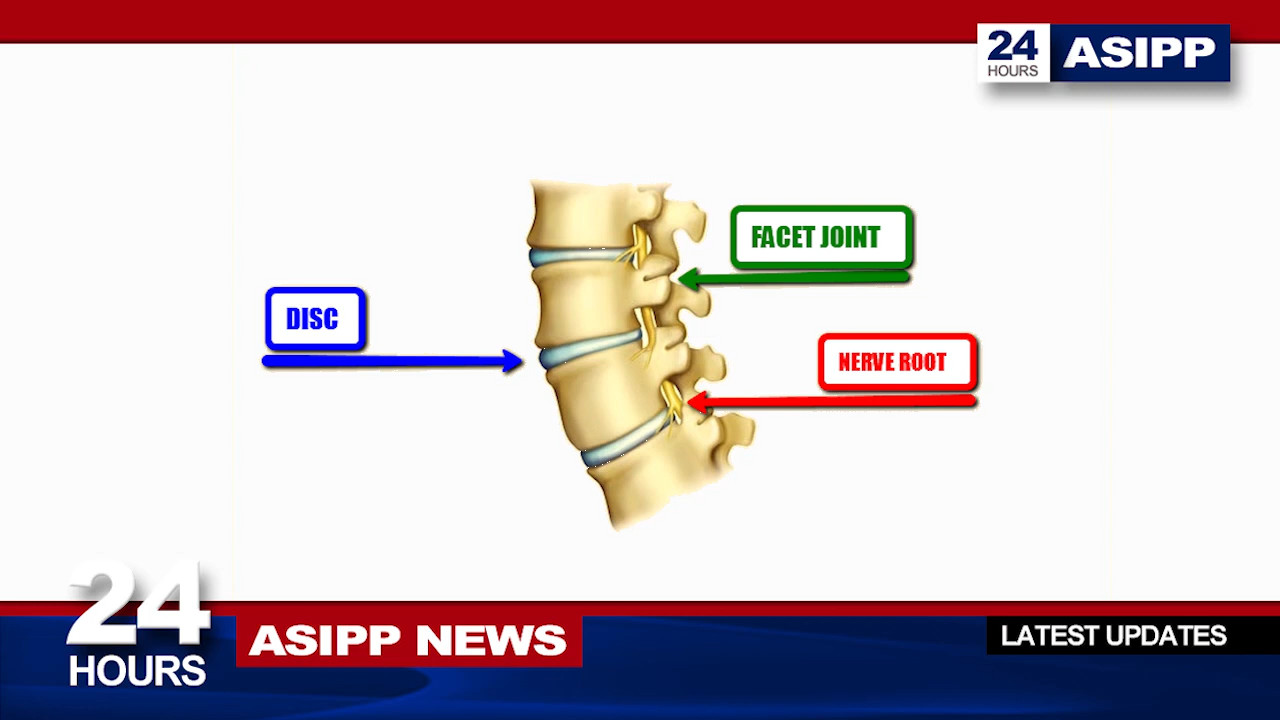 24
HOURS
ASIPP
FACET JOINT
DISC
NERVE ROOT
24
HOURS
ASIPP NEWS
LATEST UPDATES